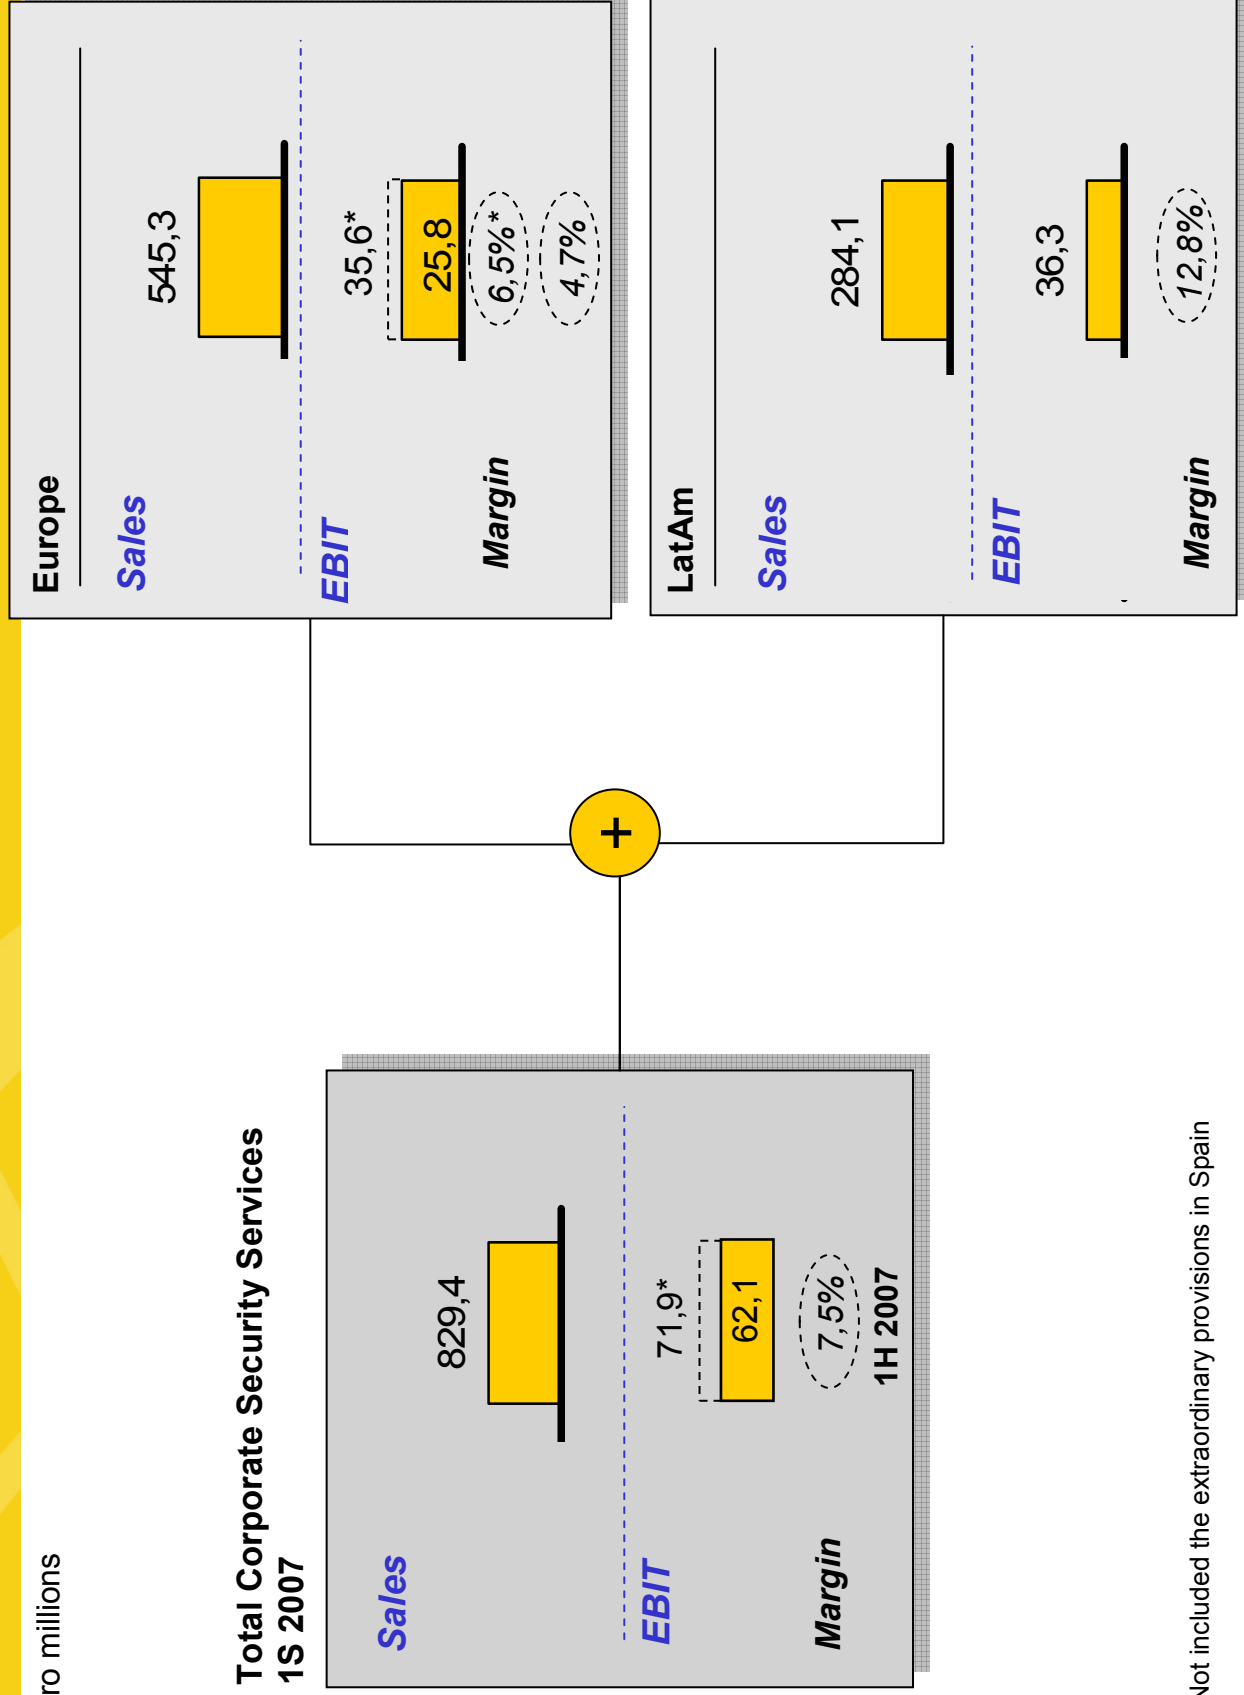 ro millions
Total Corporate Security Services
1S 2007
Sales
829,4
EBIT
71,9*
62,1
Margin
7,5%
1H 2007
Europe
Sales
545,3
EBIT
35,6*
25,8
Margin
6,5%*
4,7%
+
LatAm
Sales
284,1
EBIT
36,3
Margin
12,8%
Not included the extraordinary provisions in Spain